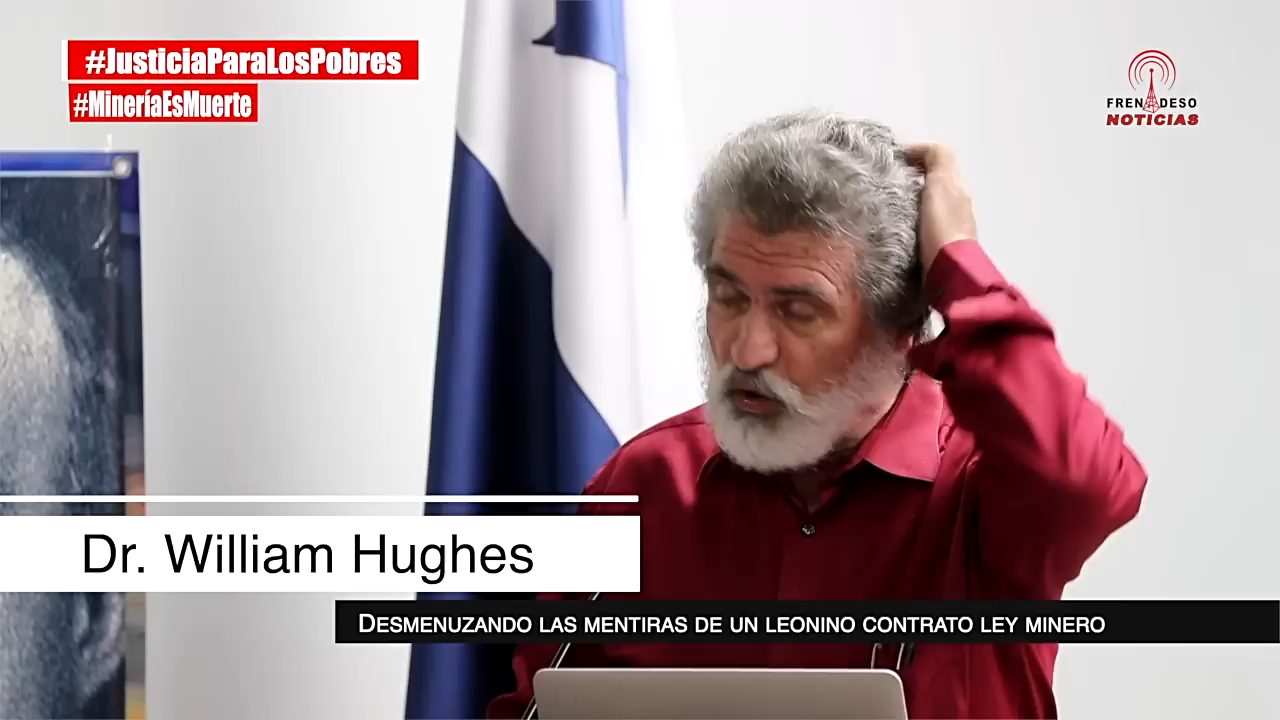 #JusticiaParaLosPobres
#MineríaEsMuerte
FRENADESO
NOTICIAS
Dr. William Hughes
DESMENUZANDO LAS MENTIRAS DE UN LEONINO CONTRATO LEY MINERO